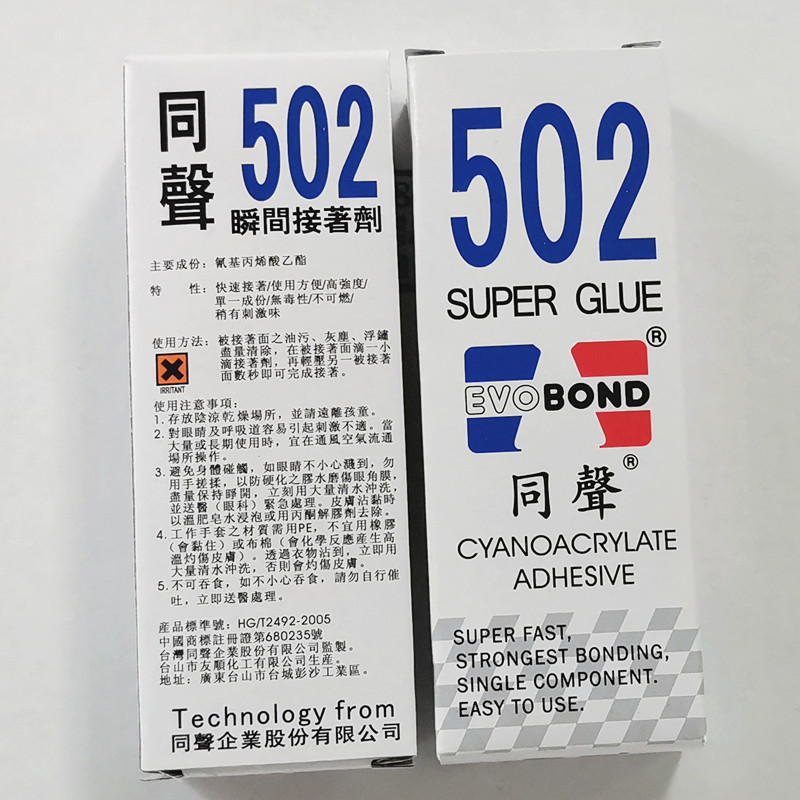 同聲
502
瞬間接著劑
主要成份：氰基丙烯酸乙酯
特　性：快速接著/使用方便/高強度/
單一成份/無毒性/不可燃/
稍有刺激味
使用方法：被接著面之油污、灰塵、浮鏽
盡量清除，在被接著面滴一小
滴接著劑，再輕壓另一被接著
面數秒即可完成接著。
IRRITANT
使用注意事項：
1.存放陰涼乾燥場所，並請遠離孩童。
2.對眼睛及呼吸道容易引起刺激不適。當
大量或長期使用時，宜在通風空氣流通
場所操作。
3.避免身體碰觸，如眼睛不小心濺到，勿
用手搓揉，以防硬化之膠水磨傷眼角膜，
盡量保持睜開，立刻用大量清水沖洗，
並送醫（眼科）緊急處理。皮膚沾黏時
以溫肥皂水浸泡或用丙酮解膠劑去除。
4.工作手套之材質需用PE，不宜用橡膠
（會黏住）或布棉（會化學反應產生高
溫灼傷皮膚）。透過衣物沾到，立即用
大量清水沖洗，否則會灼傷皮膚。
5.不可吞食，如不小心吞食，請勿自行催
吐，立即送醫處理。
産品標準號：HG/T2492-2005
中國商標註冊證第680235號
台灣同聲企業股份有限公司監製。
台山市友順化工有限公司生産。
地址：廣東台山市台城彭沙工業區。
Technology from
同聲企業股份有限公司
502
SUPER GLUE
®
EVOBOND
同聲®
CYANOACRYLATE
ADHESIVE
SUPER FAST,
STRONGEST BONDING,
SINGLE COMPONENT.
EASY TO USE.